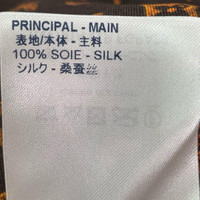 PRINCIPAL - MAIN
表地/本体 - 主料
100% SOIE - SILK
シルク - 桑蚕丝